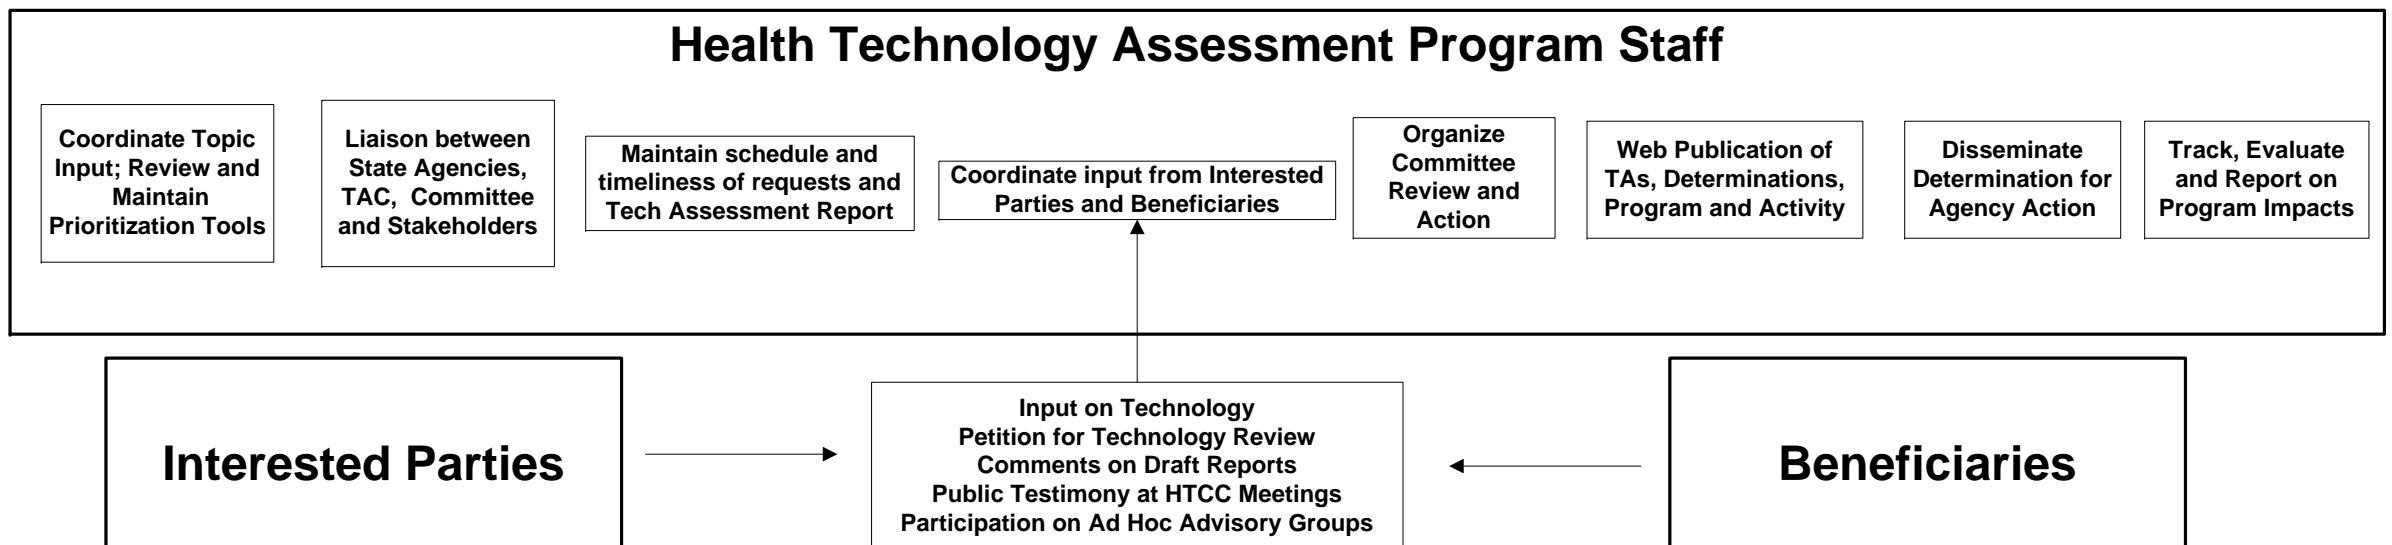 Health Technology Assessment Program Staff
Coordinate Topic
Input; Review and
Maintain
Prioritization Tools
Liaison between
State Agencies,
TAC, Committee
and Stakeholders
Maintain schedule and
timeliness of requests and
Tech Assessment Report
Coordinate input from Interested
Parties and Beneficiaries
Organize
Committee
Review and
Action
Web Publication of
TAs, Determinations,
Program and Activity
Disseminate
Determination for
Agency Action
Track, Evaluate
and Report on
Program Impacts
Interested Parties
Input on Technology
Petition for Technology Review
Comments on Draft Reports
Public Testimony at HTCC Meetings
Participation on Ad Hoc Advisory Groups
Beneficiaries